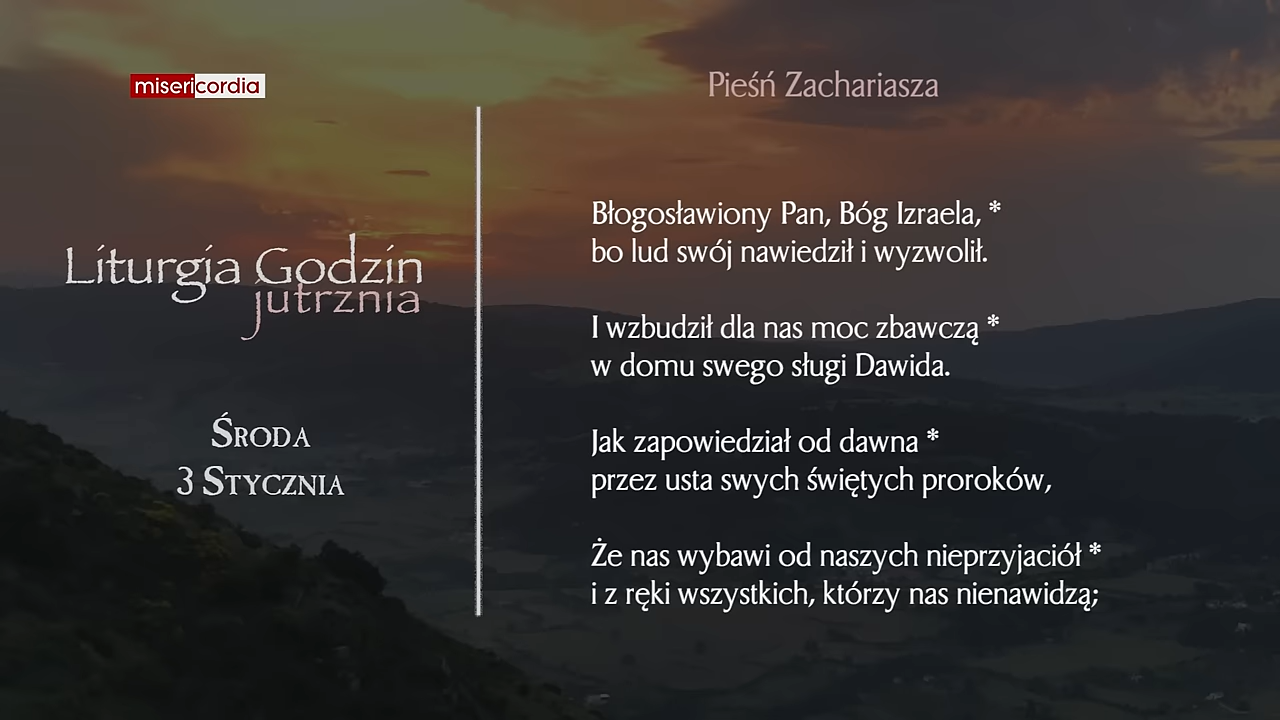 misericordia
Liturgia Godzin
jutrznia
Środa
3 Stycznia
Pieśń Zachariasza
Błogosławiony Pan, Bóg Izraela, *
bo lud swój nawiedził i wyzwolił.
I wzbudził dla nas moc zbawczą *
w domu swego sługi Dawida.
Jak zapowiedział od dawna *
przez usta swych świętych proroków,
Że nas wybawi od naszych nieprzyjaciół *
i z ręki wszystkich, którzy nas nienawidzą;